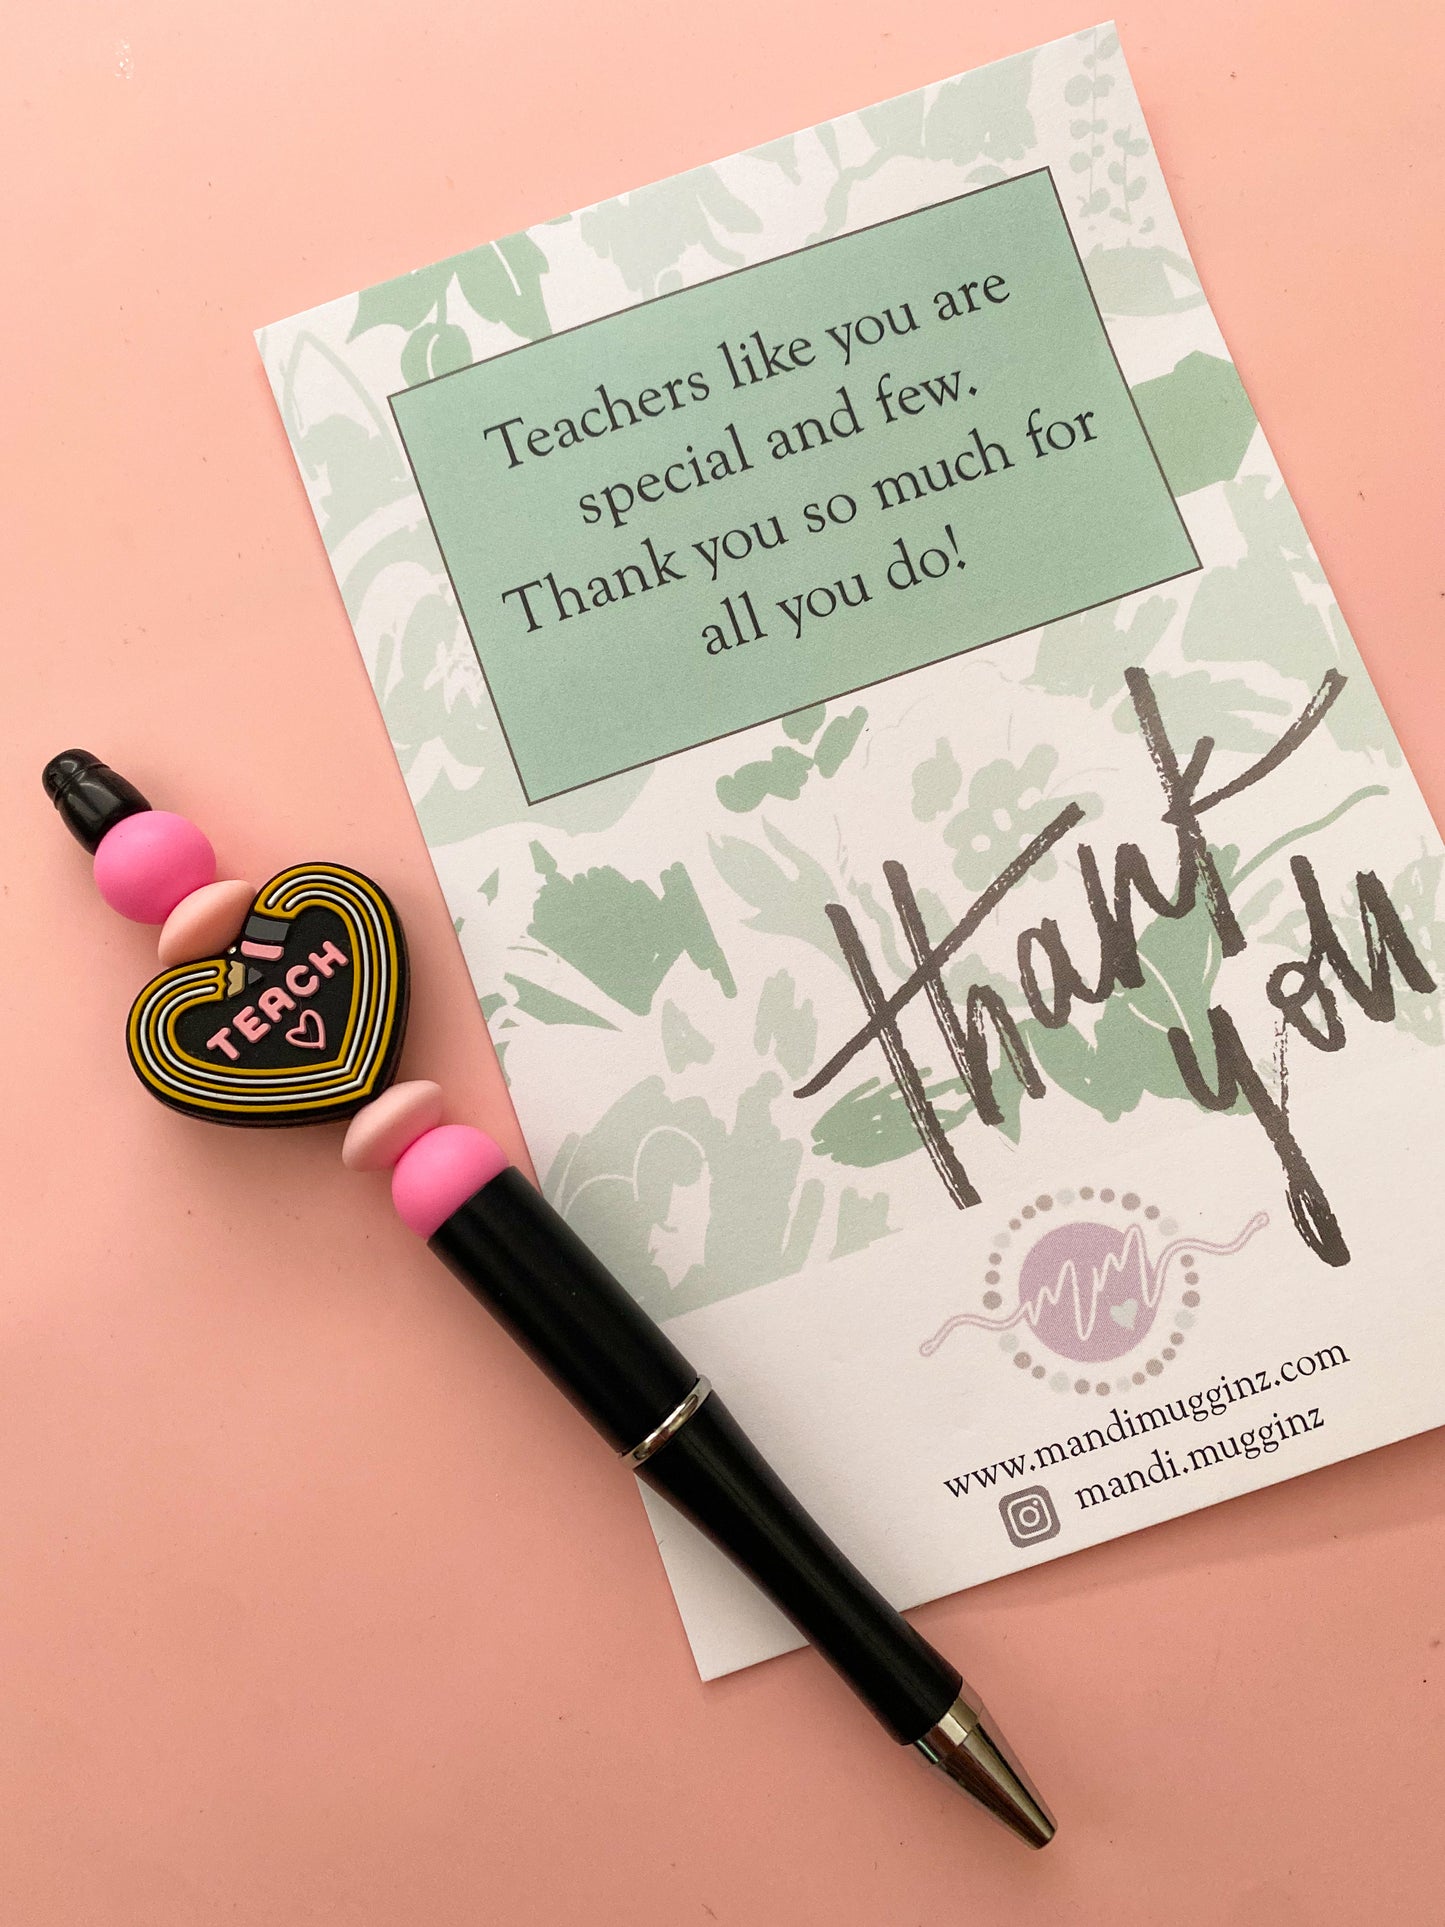 Teachers like you are
special and few.
Thank you so much for
all you do!
thank
you
TEACH
mm
www.mandimugginz.com
mandi.mugginz